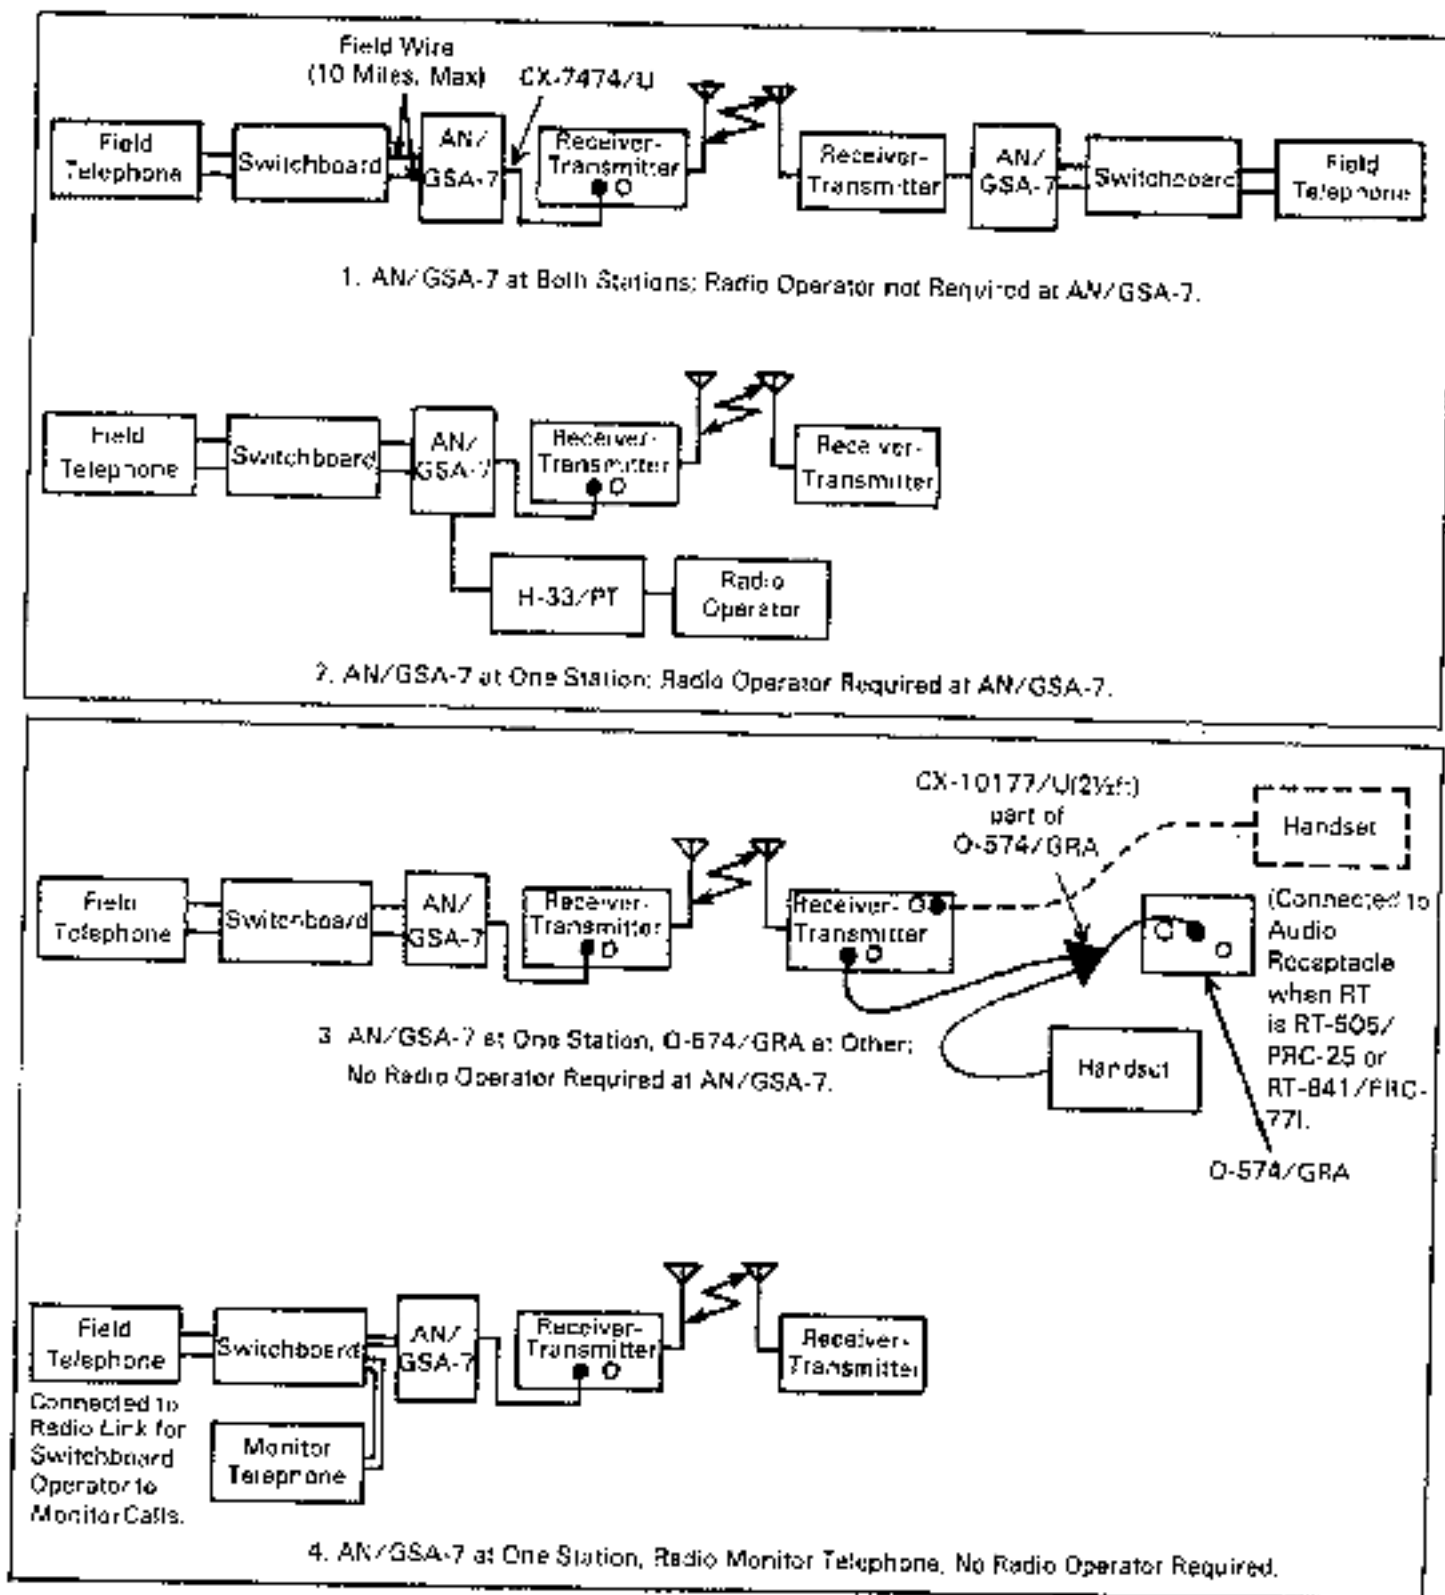 Field Wire
(10 Miles, Max)
CX-7474/U
Field
Telephone
Switchboard
AN/
GSA-7
Receiver-
Transmitter
Receiver-
Transmitter
AN/
GSA-7
Switchboard
Field
Telephone
1. AN/GSA-7 at Both Stations; Radio Operator not Required at AN/GSA-7.
Field
Telephone
Switchboard
AN/
GSA-7
Receiver-
Transmitter
Receiver-
Transmitter
H-33/PT
Radio
Operator
2. AN/GSA-7 at One Station; Radio Operator Required at AN/GSA-7.
CX-10177/U(2½ft)
part of
O-574/GRA
Handset
Field
Telephone
Switchboard
AN/
GSA-7
Receiver-
Transmitter
Receiver-
Transmitter
(Connected to
Audio
Receptacle
when RT
is RT-505/
PRC-25 or
RT-841/PRC-
77).
3. AN/GSA-7 at One Station, O-574/GRA at Other;
No Radio Operator Required at AN/GSA-7.
Handset
O-574/GRA
Field
Telephone
Switchboard
AN/
GSA-7
Receiver-
Transmitter
Receiver-
Transmitter
Connected to
Radio Link for
Switchboard
Operator to
Monitor Calls.
Monitor
Telephone
4. AN/GSA-7 at One Station, Radio Monitor Telephone, No Radio Operator Required.